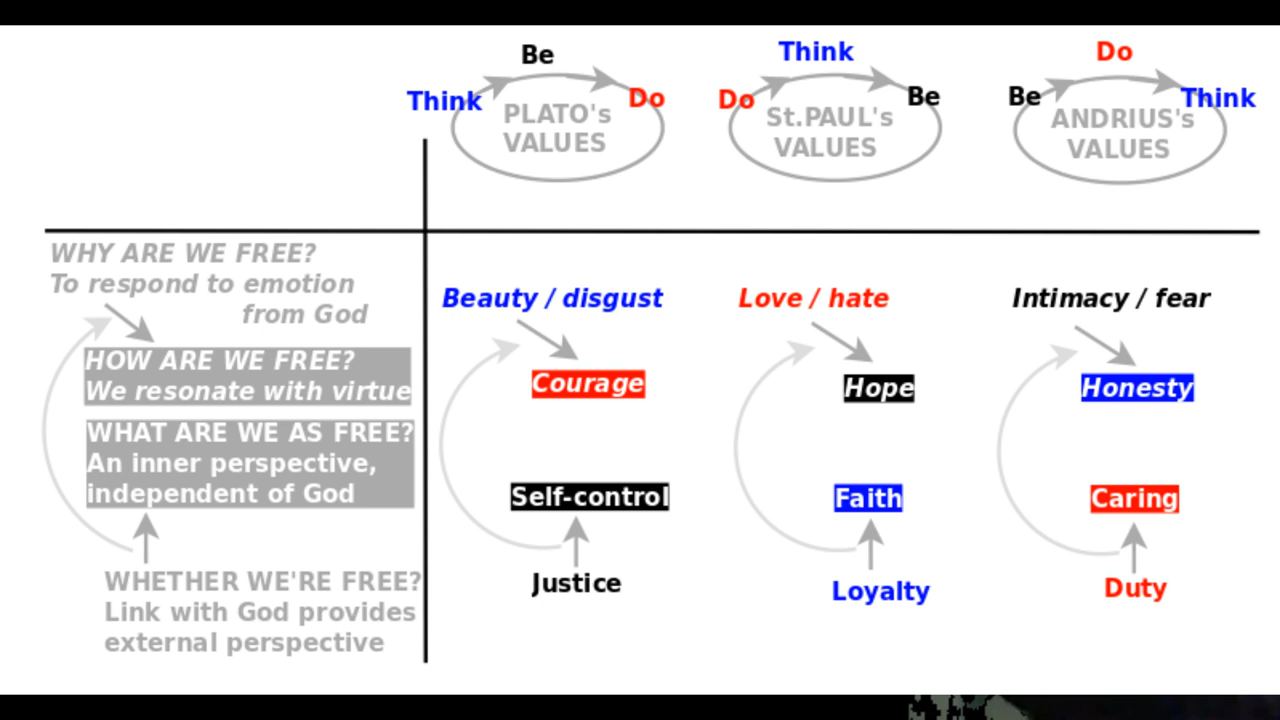 Think
Be
Do
PLATO's
VALUES
Do
Think
Be
St.PAUL's
VALUES
Be
Do
Think
ANDRIUS's
VALUES
WHY ARE WE FREE?
To respond to emotion
from God
HOW ARE WE FREE?
We resonate with virtue
WHAT ARE WE AS FREE?
An inner perspective,
independent of God
WHETHER WE'RE FREE?
Link with God provides
external perspective
Beauty / disgust
Courage
Self-control
Justice
Love / hate
Hope
Faith
Loyalty
Intimacy / fear
Honesty
Caring
Duty